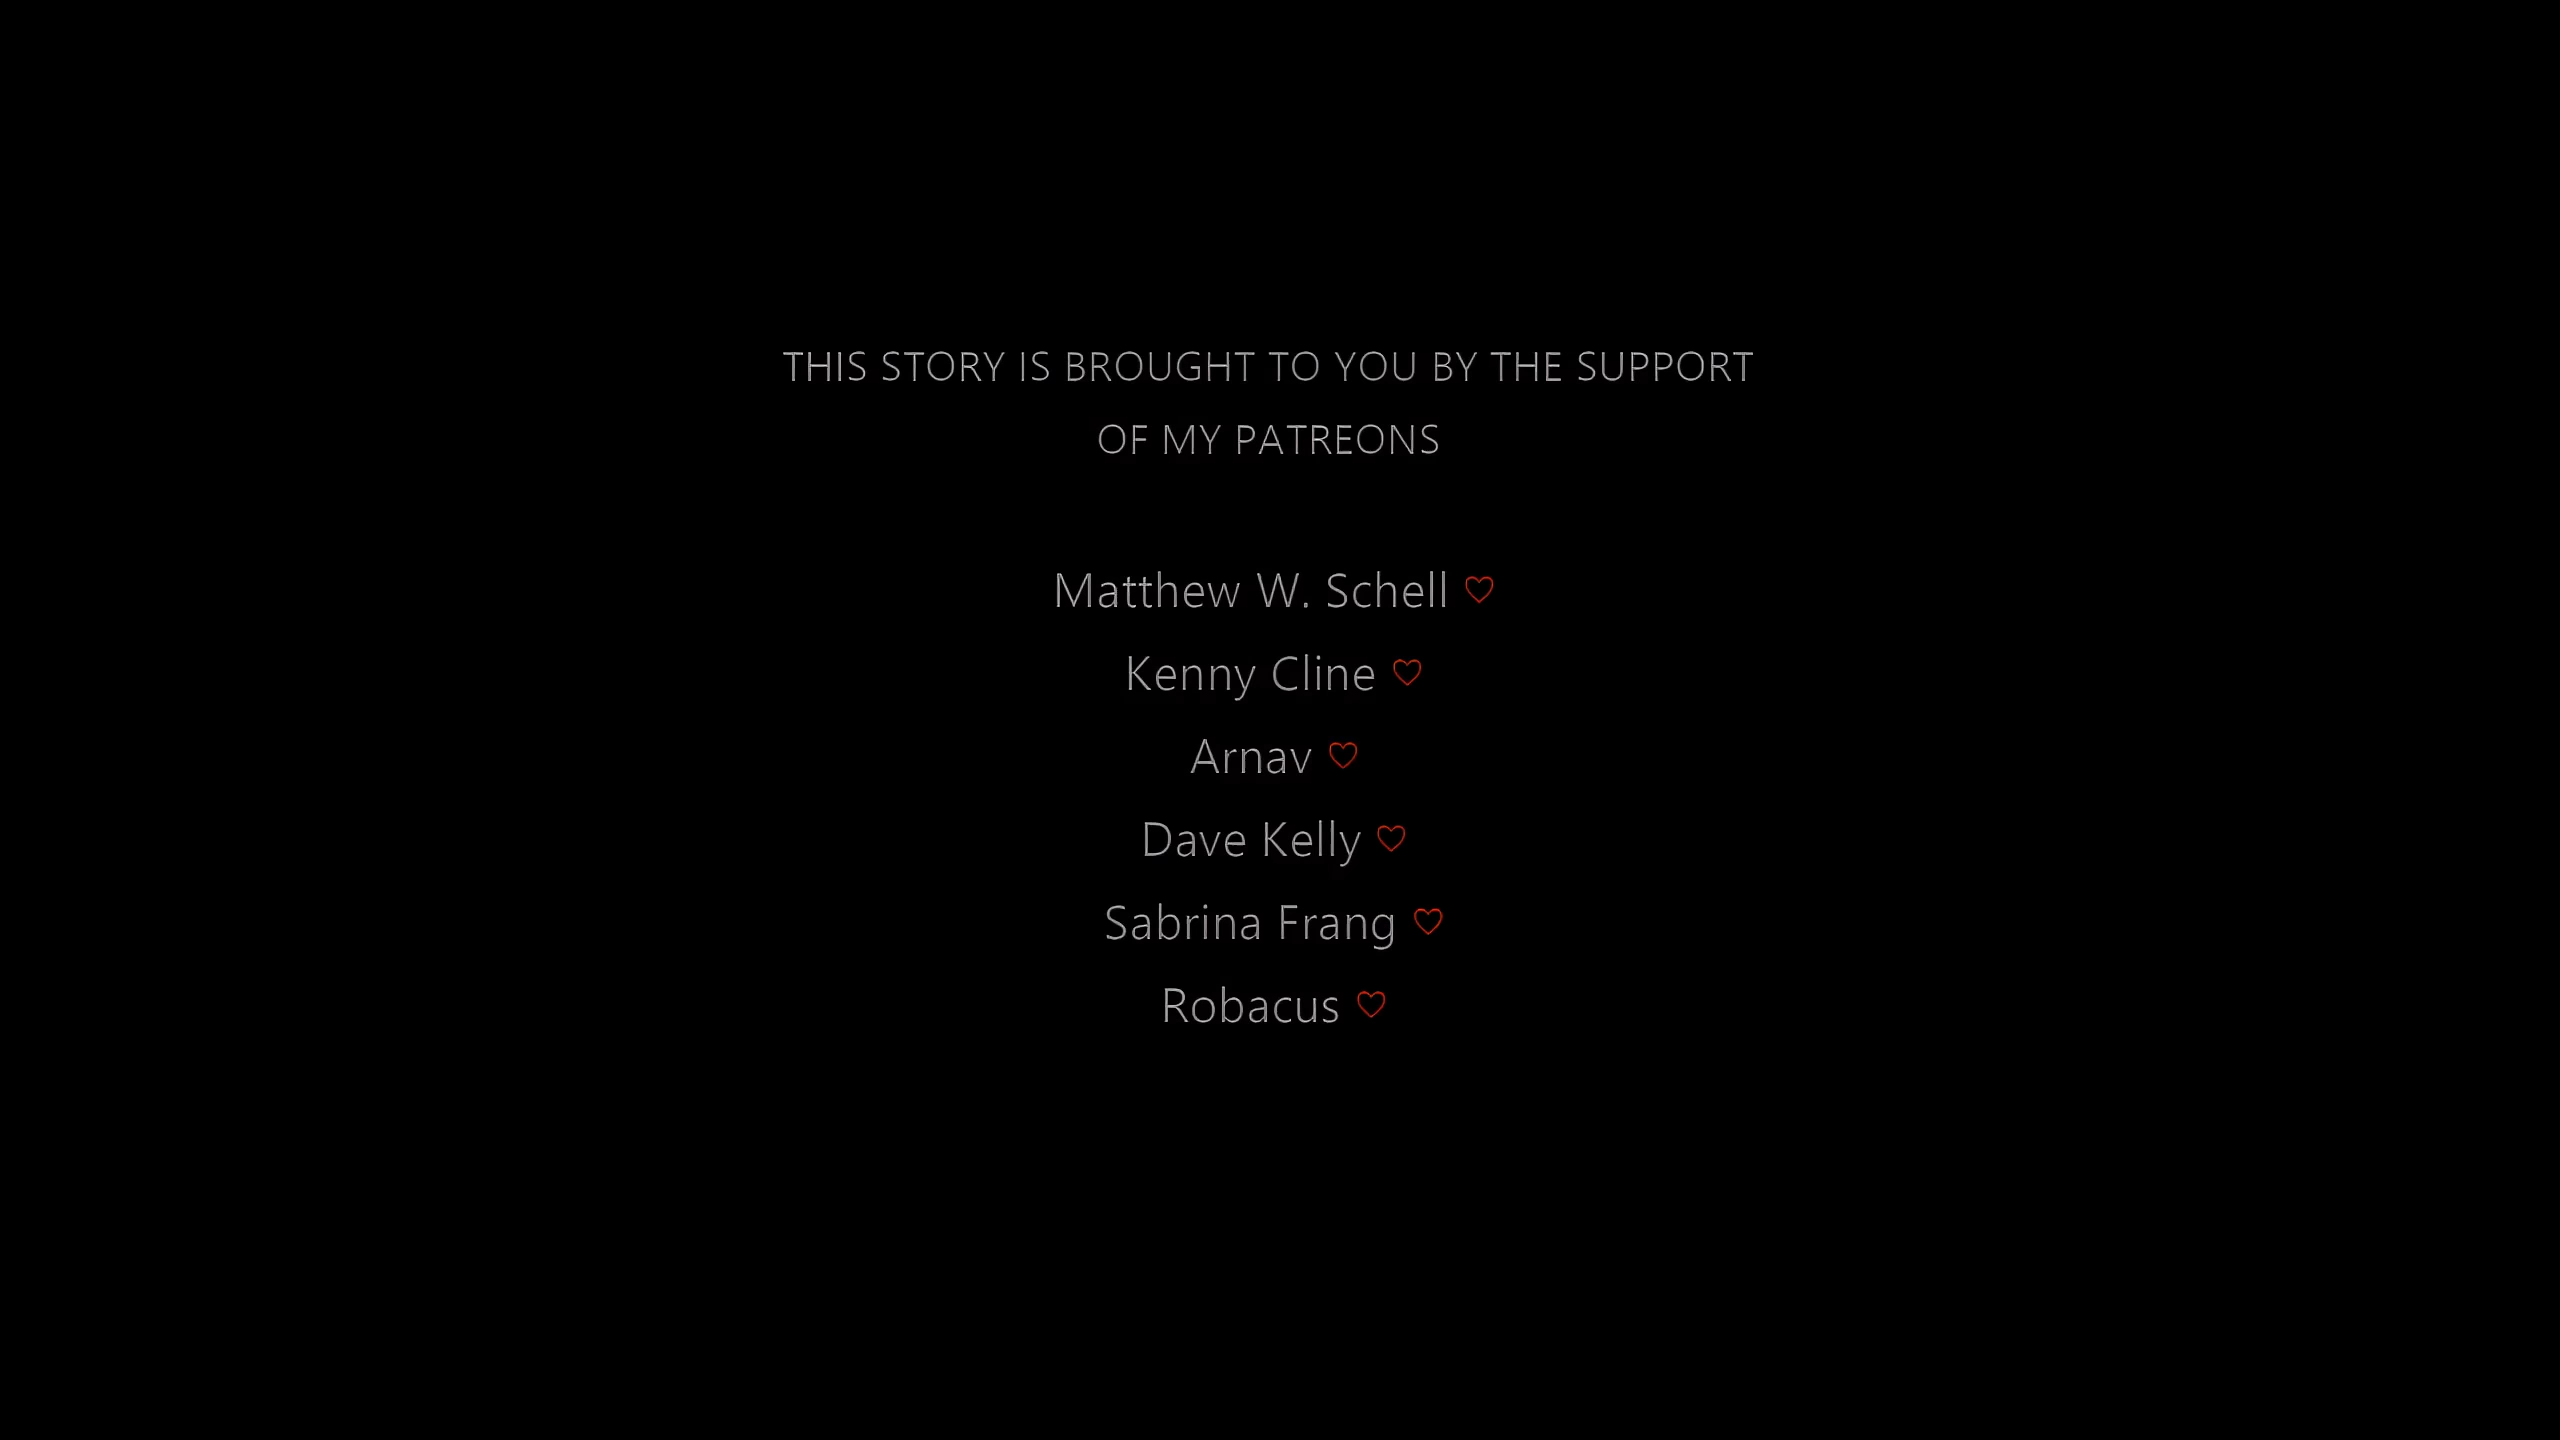 THIS STORY IS BROUGHT TO YOU BY THE SUPPORT
OF MY PATREONS
Matthew W. Schell ♡
Kenny Cline ♡
Arnav ♡
Dave Kelly ♡
Sabrina Frang ♡
Robacus ♡